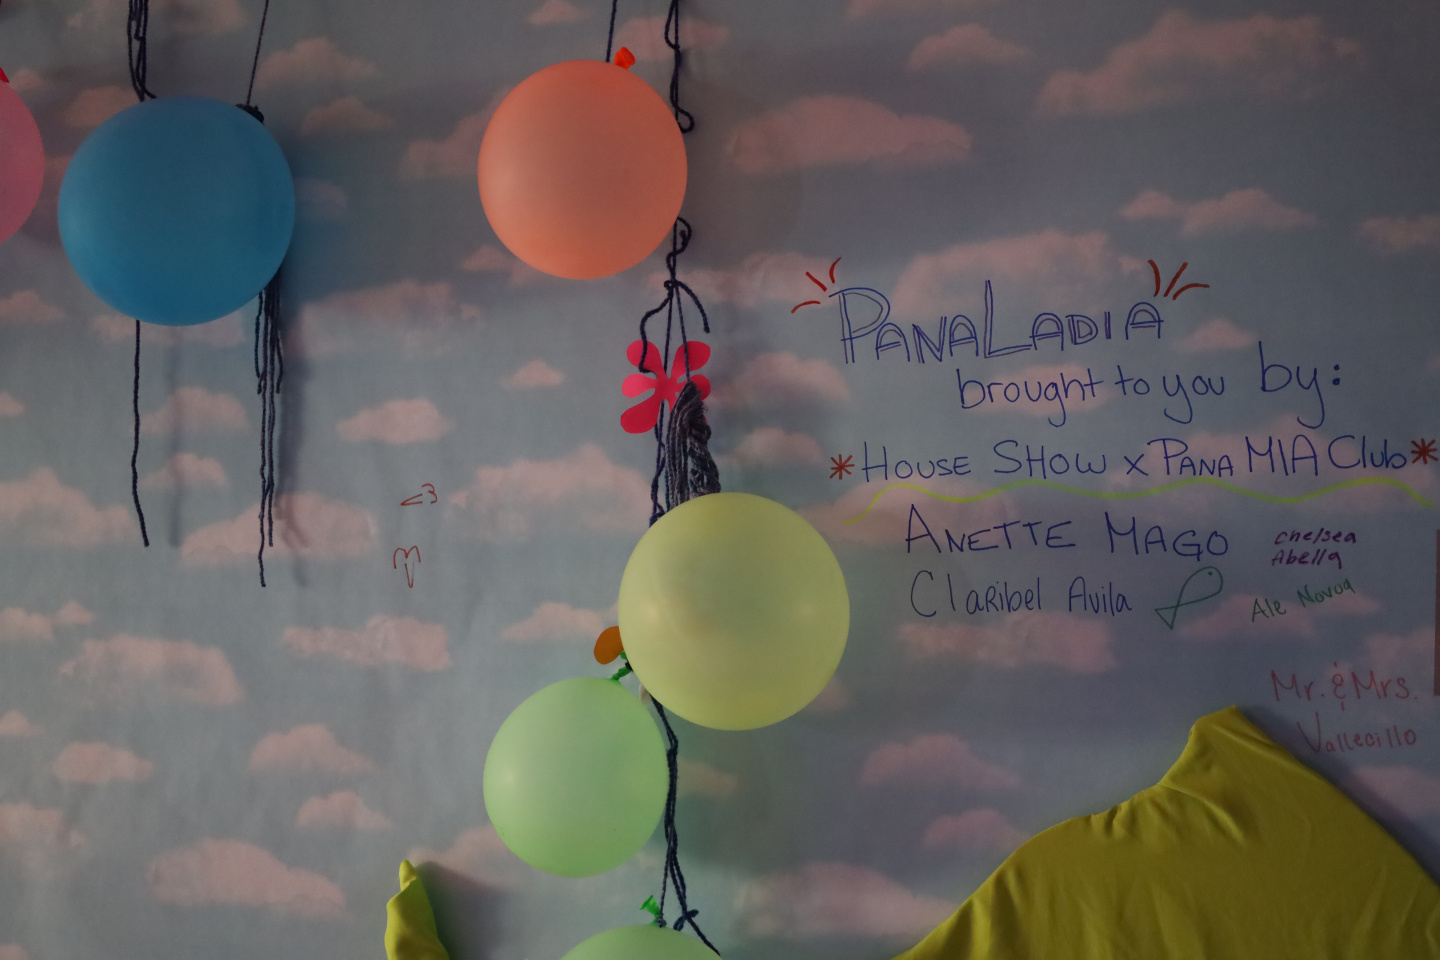 PANALADIA
brought to you by:
*HOUSE SHOW x PANA MIA Club*
ANETTE MAGO
chelsea
Abella
Claribel Avila
Ale Novoa
<3
Mr. & Mrs.
Vallecillo